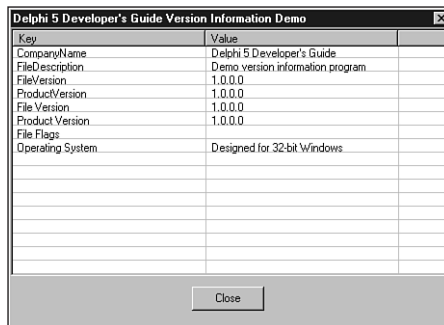 Delphi 5 Developer's Guide Version Information Demo
Key Value
CompanyName Delphi 5 Developer's Guide
FileDescription Demo version information program
FileVersion 1.0.0.0
ProductVersion 1.0.0.0
File Version 1.0.0.0
Product Version 1.0.0.0
File Flags
Operating System Designed for 32-bit Windows
Close